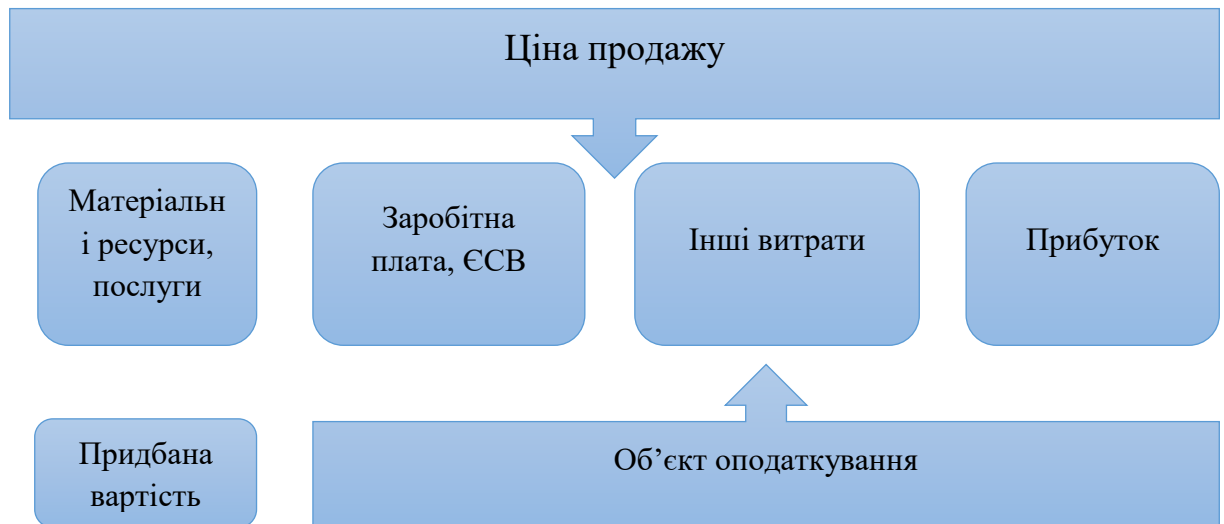 Ціна продажу
Матеріальн
і ресурси,
послуги
Заробітна
плата, ЄСВ
Інші витрати
Прибуток
Придбана
вартість
Об’єкт оподаткування